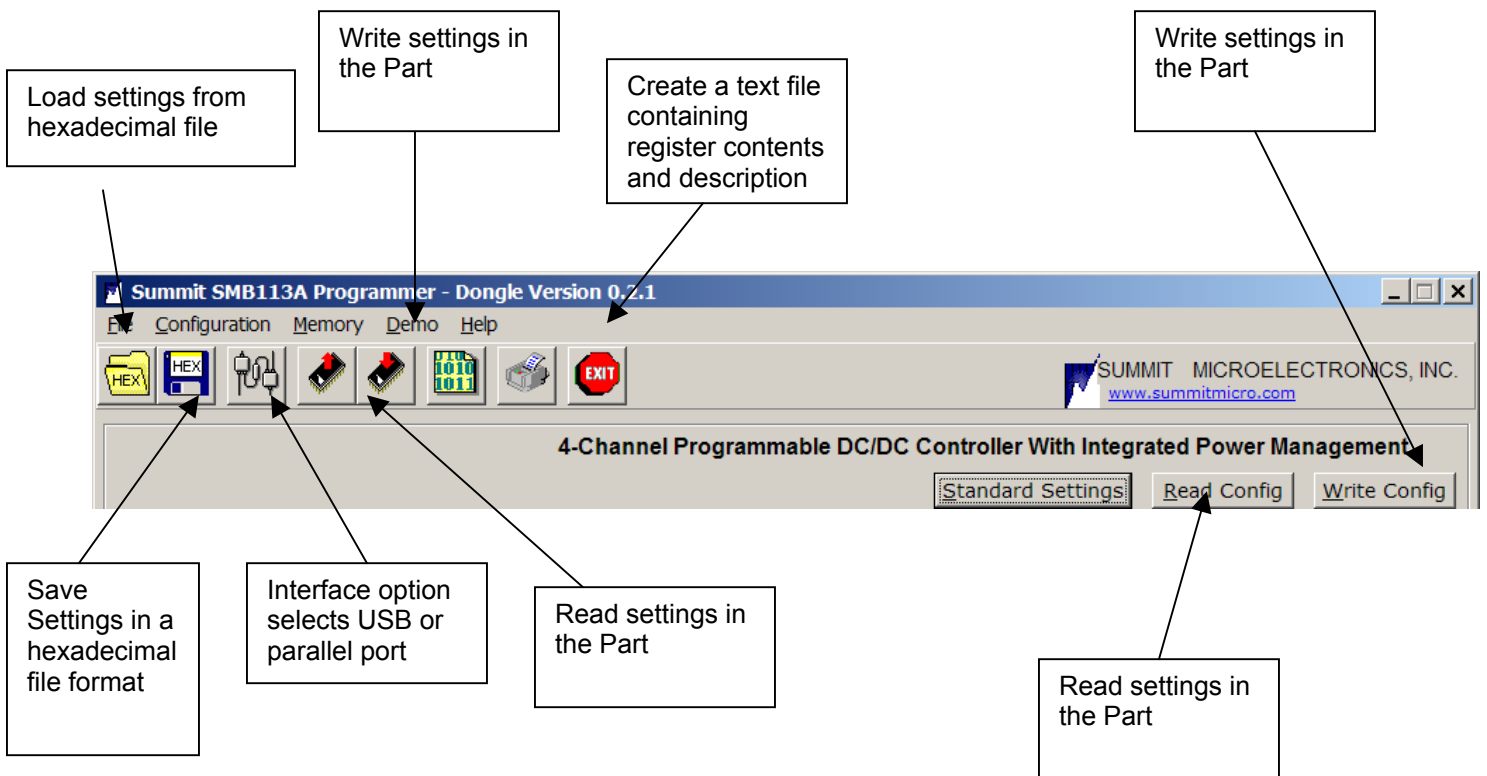 Write settings in
the Part
Write settings in
the Part
Load settings from
hexadecimal file
Create a text file
containing
register contents
and description
Summit SMB113A Programmer - Dongle Version 0.2.1
File Configuration Memory Demo Help
HEX
HEX
1010
1011
EXIT
SUMMIT MICROELECTRONICS, INC.
www.summitmicro.com
4-Channel Programmable DC/DC Controller With Integrated Power Management
Standard Settings Read Config Write Config
Save
Settings in a
hexadecimal
file format
Interface option
selects USB or
parallel port
Read settings in
the Part
Read settings in
the Part